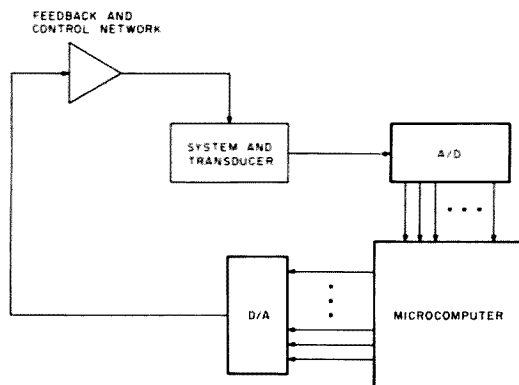 FEEDBACK AND
CONTROL NETWORK
SYSTEM AND
TRANSDUCER
A/D
D/A
MICROCOMPUTER